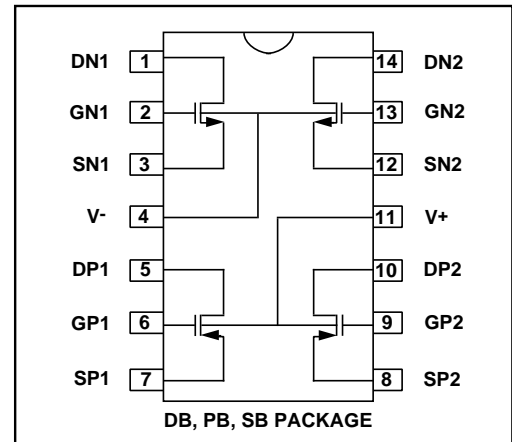 DN1 1 14 DN2
GN1 2 13 GN2
SN1 3 12 SN2
V- 4 11 V+
DP1 5 10 DP2
GP1 6 9 GP2
SP1 7 8 SP2
DB, PB, SB PACKAGE